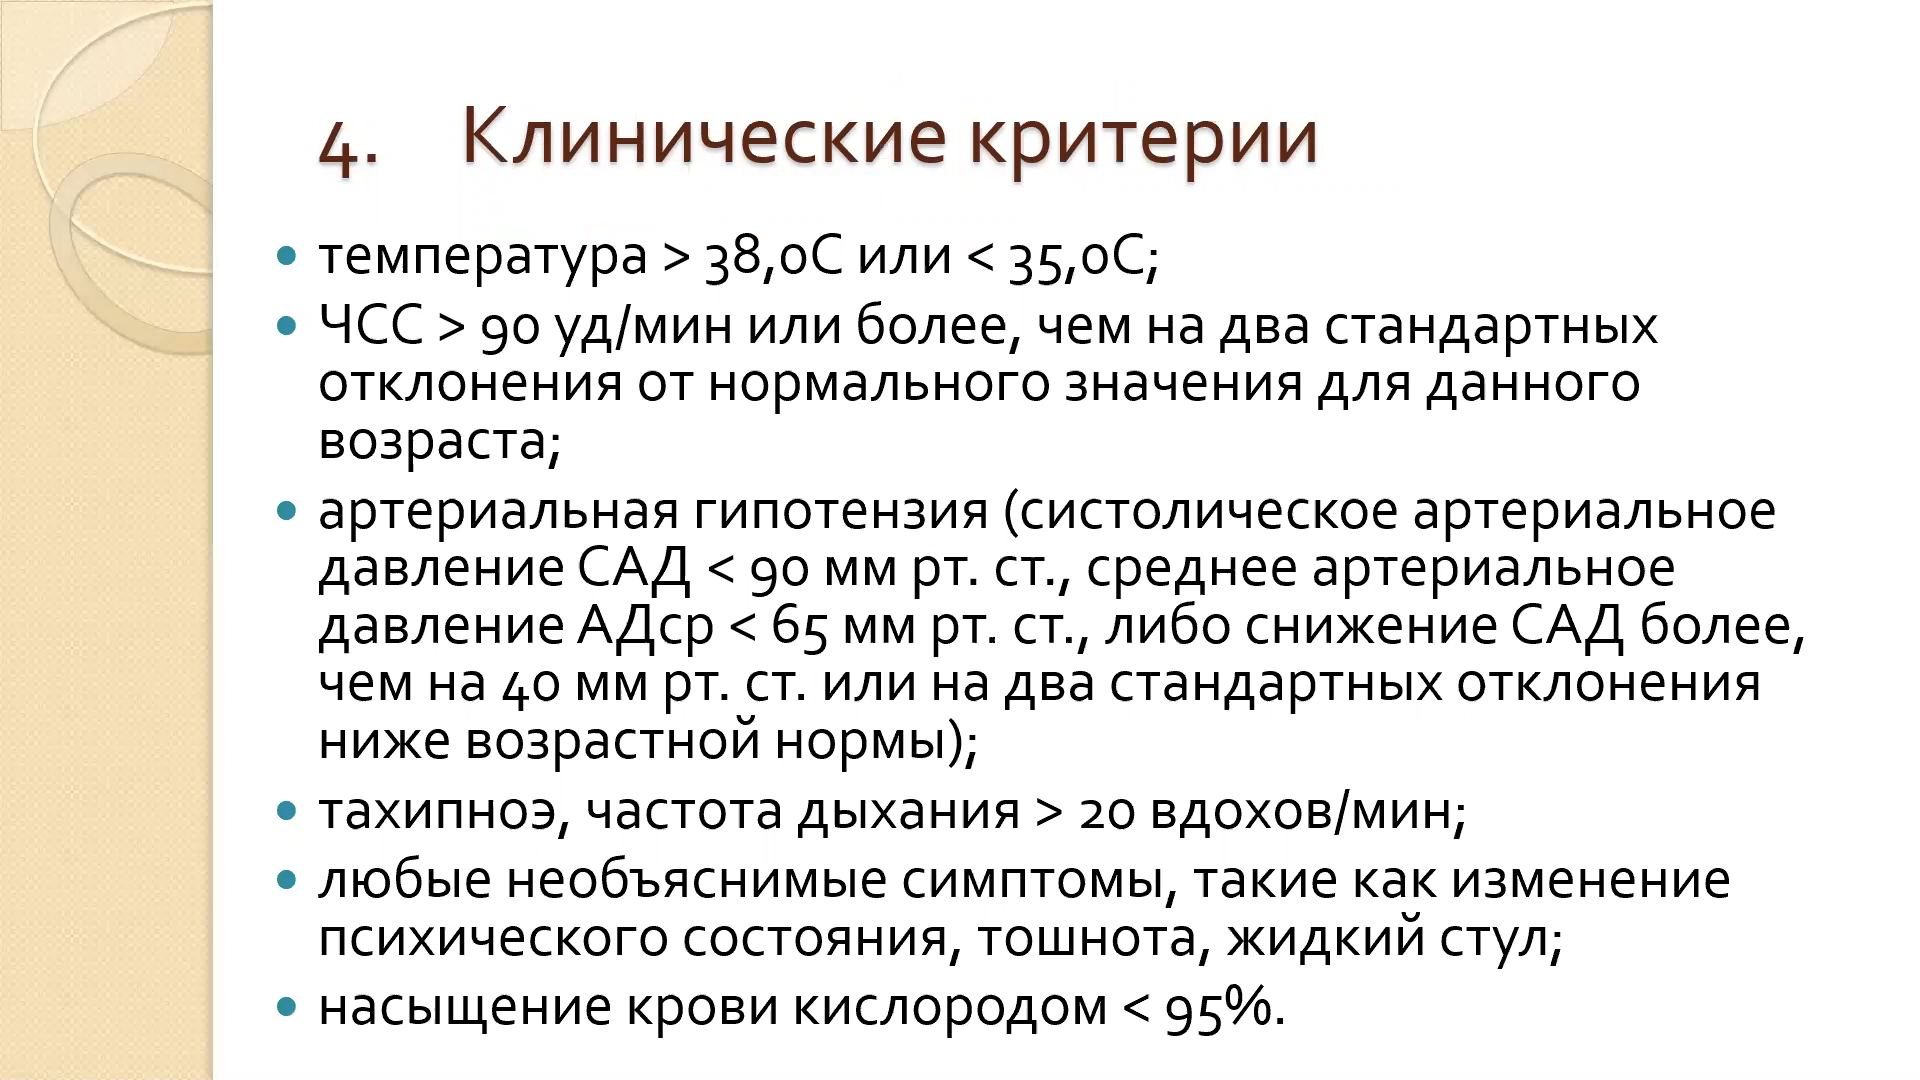 4. Клинические критерии
• температура > 38,0С или < 35,0С;
• ЧСС > 90 уд/мин или более, чем на два стандартных
отклонения от нормального значения для данного
возраста;
• артериальная гипотензия (систолическое артериальное
давление САД < 90 мм рт. ст., среднее артериальное
давление АДср < 65 мм рт. ст., либо снижение САД более,
чем на 40 мм рт. ст. или на два стандартных отклонения
ниже возрастной нормы);
• тахипноэ, частота дыхания > 20 вдохов/мин;
• любые необъяснимые симптомы, такие как изменение
психического состояния, тошнота, жидкий стул;
• насыщение крови кислородом < 95%.